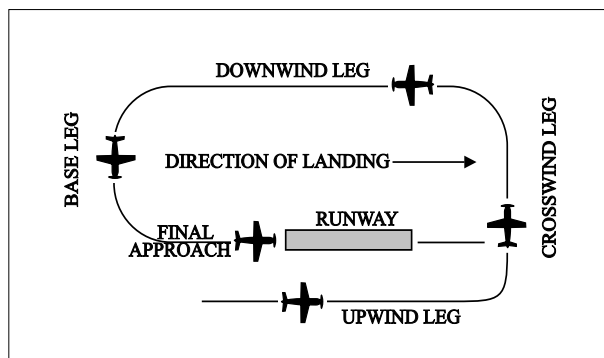 DOWNWIND LEG
BASE LEG
DIRECTION OF LANDING
CROSSWIND LEG
RUNWAY
FINAL
APPROACH
UPWIND LEG